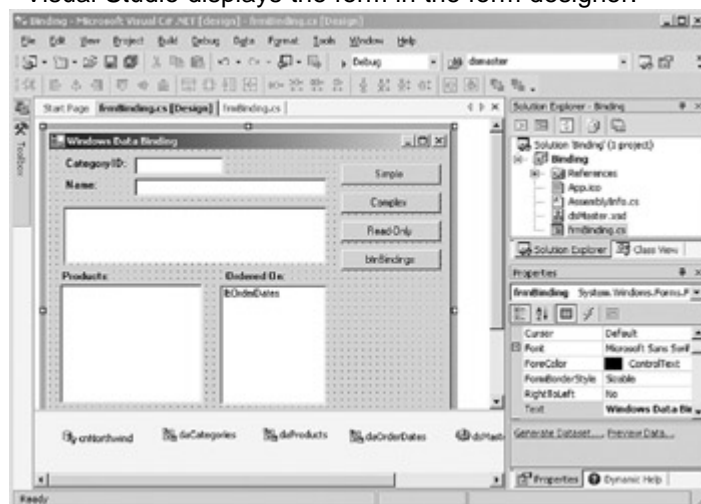 Visual Studio displays the form in the form designer.
Binding - Microsoft Visual C# .NET [design] - frmBinding.cs [Design]
File Edit View Project Build Debug Data Format Tools Window Help
Debug dsmaster
Start Page frmBinding.cs [Design] frmBinding.cs
Toolbox
Windows Data Binding
CategoryID:
Name:
Simple
Complex
Read-Only
btnBindings
Products:
Ordered On:
lbOrderDates
cnNorthwind daCategories daProducts daOrderDates dsMast
Solution Explorer - Binding
Solution 'Binding' (1 project)
Binding
References
App.ico
AssemblyInfo.cs
dsMaster.xsd
frmBinding.cs
Solution Explorer Class View
Properties
frmBinding System.Windows.Forms.F
Cursor Default
Font Microsoft Sans Serif
ForeColor ControlText
FormBorderStyle Sizable
RightToLeft No
Text Windows Data Bin
Generate Dataset..., Preview Data...
Properties Dynamic Help
Ready